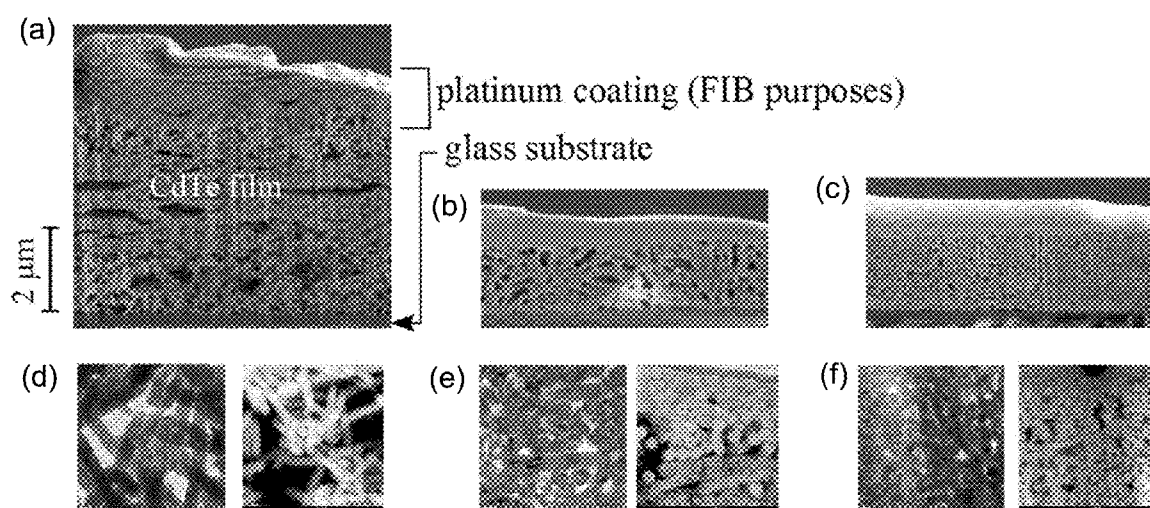 (a)
platinum coating (FIB purposes)
glass substrate
CdTe film
2 μm
(b)
(c)
(d)
(e)
(f)